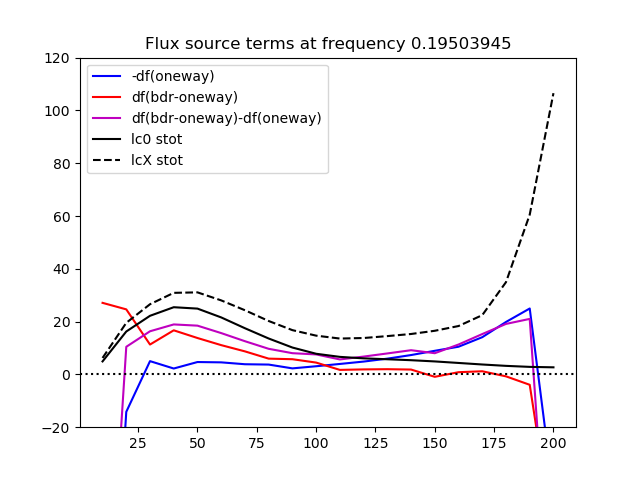 Flux source terms at frequency 0.19503945
120
100
80
60
40
20
0
−20
-df(oneway)
df(bdr-oneway)
df(bdr-oneway)-df(oneway)
lc0 stot
lcX stot
25 50 75 100 125 150 175 200